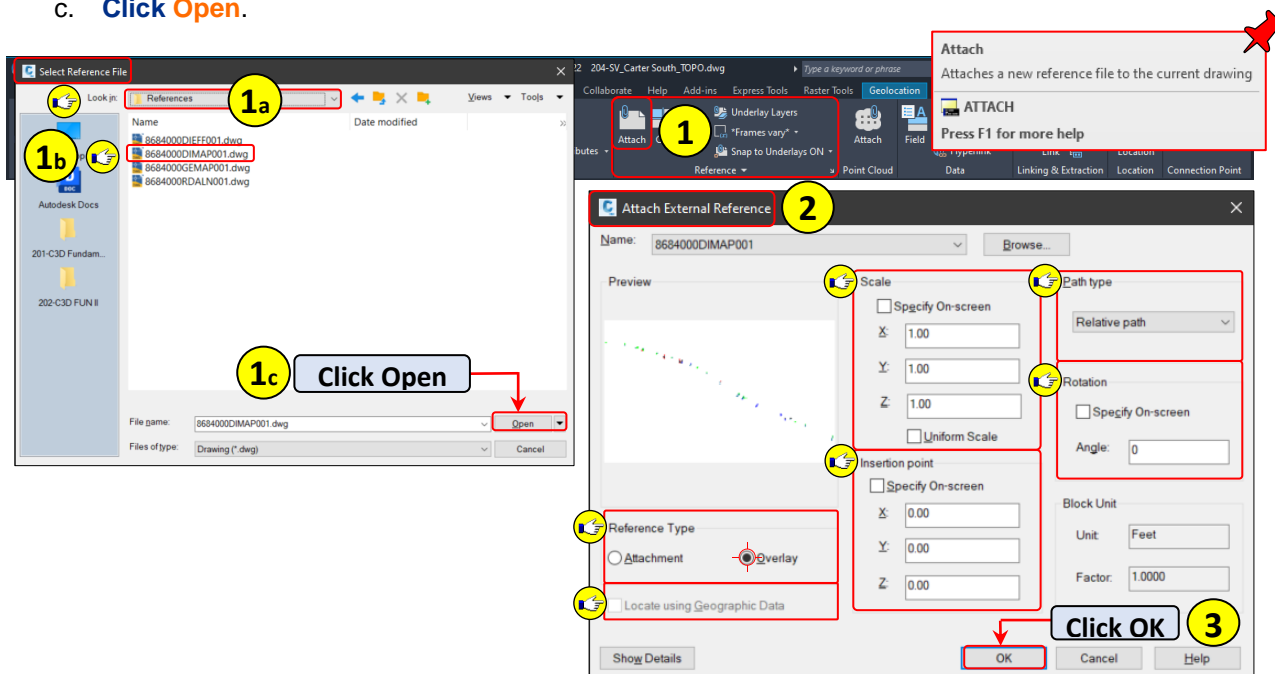 c. Click Open.
Select Reference File
Look in:
References
1a
Views
Tools
Name
Date modified
8684000DIEFF001.dwg
8684000DIMAP001.dwg
8684000GEMAP001.dwg
8684000RDALN001.dwg
1b
Autodesk Docs
201-C3D Fundam...
202-C3D FUN II
1c
Click Open
File name:
8684000DIMAP001.dwg
Open
Files of type:
Drawing (*.dwg)
Cancel
204-SV_Carter South_TOPO.dwg
Type a keyword or phrase
Collaborate Help Add-ins Express Tools Raster Tools Geolocation
Attach
1
Underlay Layers
*Frames vary*
Snap to Underlays ON
Reference
Attach
Point Cloud
Field
Data
Linking & Extraction
Location
Connection Point
Attach
Attaches a new reference file to the current drawing
ATTACH
Press F1 for more help
Attach External Reference
2
Name:
8684000DIMAP001
Browse...
Preview
Scale
Specify On-screen
X: 1.00
Y: 1.00
Z: 1.00
Uniform Scale
Path type
Relative path
Rotation
Specify On-screen
Angle: 0
Insertion point
Specify On-screen
X: 0.00
Y: 0.00
Z: 0.00
Block Unit
Unit: Feet
Factor: 1.0000
Reference Type
Attachment
Overlay
Locate using Geographic Data
Click OK
3
Show Details
OK
Cancel
Help